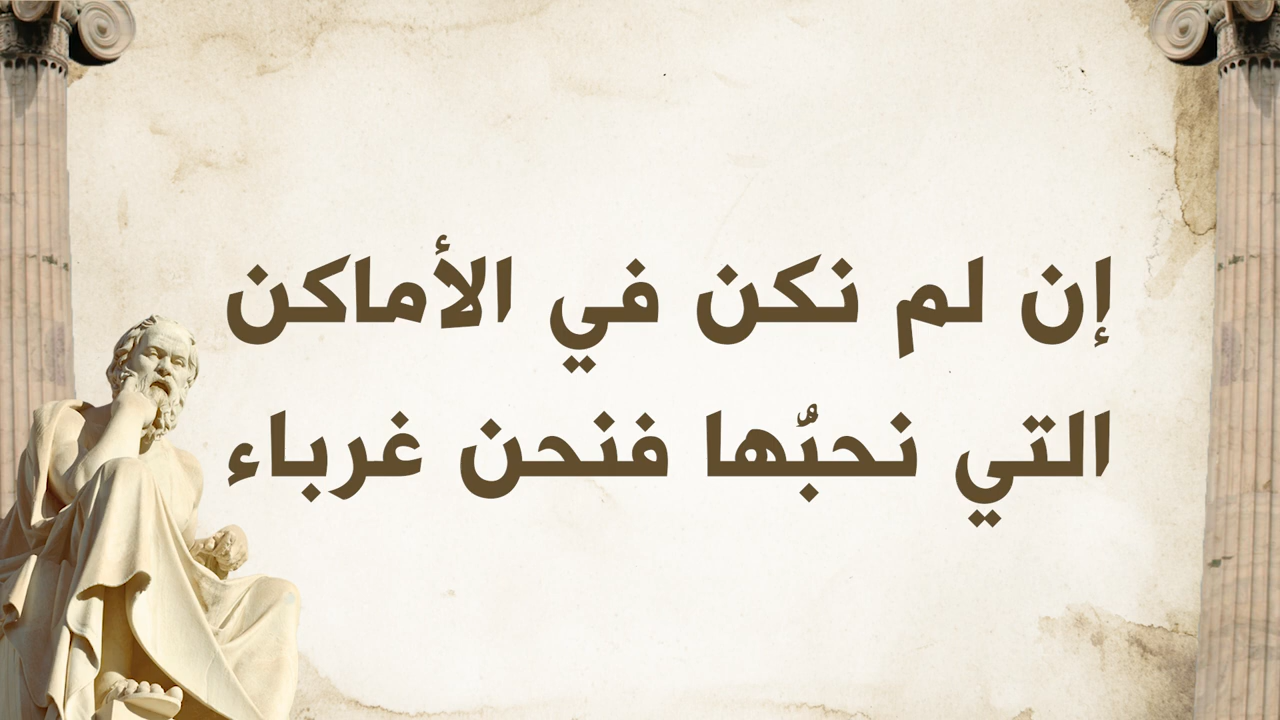 إن لم نكن في الأماكن
التي نحبُّها فنحن غرباء